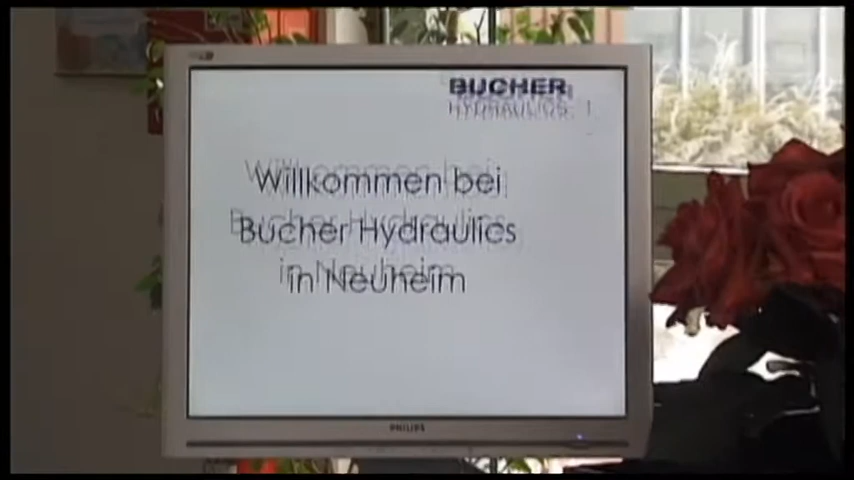 BUCHER
HYDRAULICS
Willkommen bei
Bucher Hydraulics
in Neuheim
PHILIPS